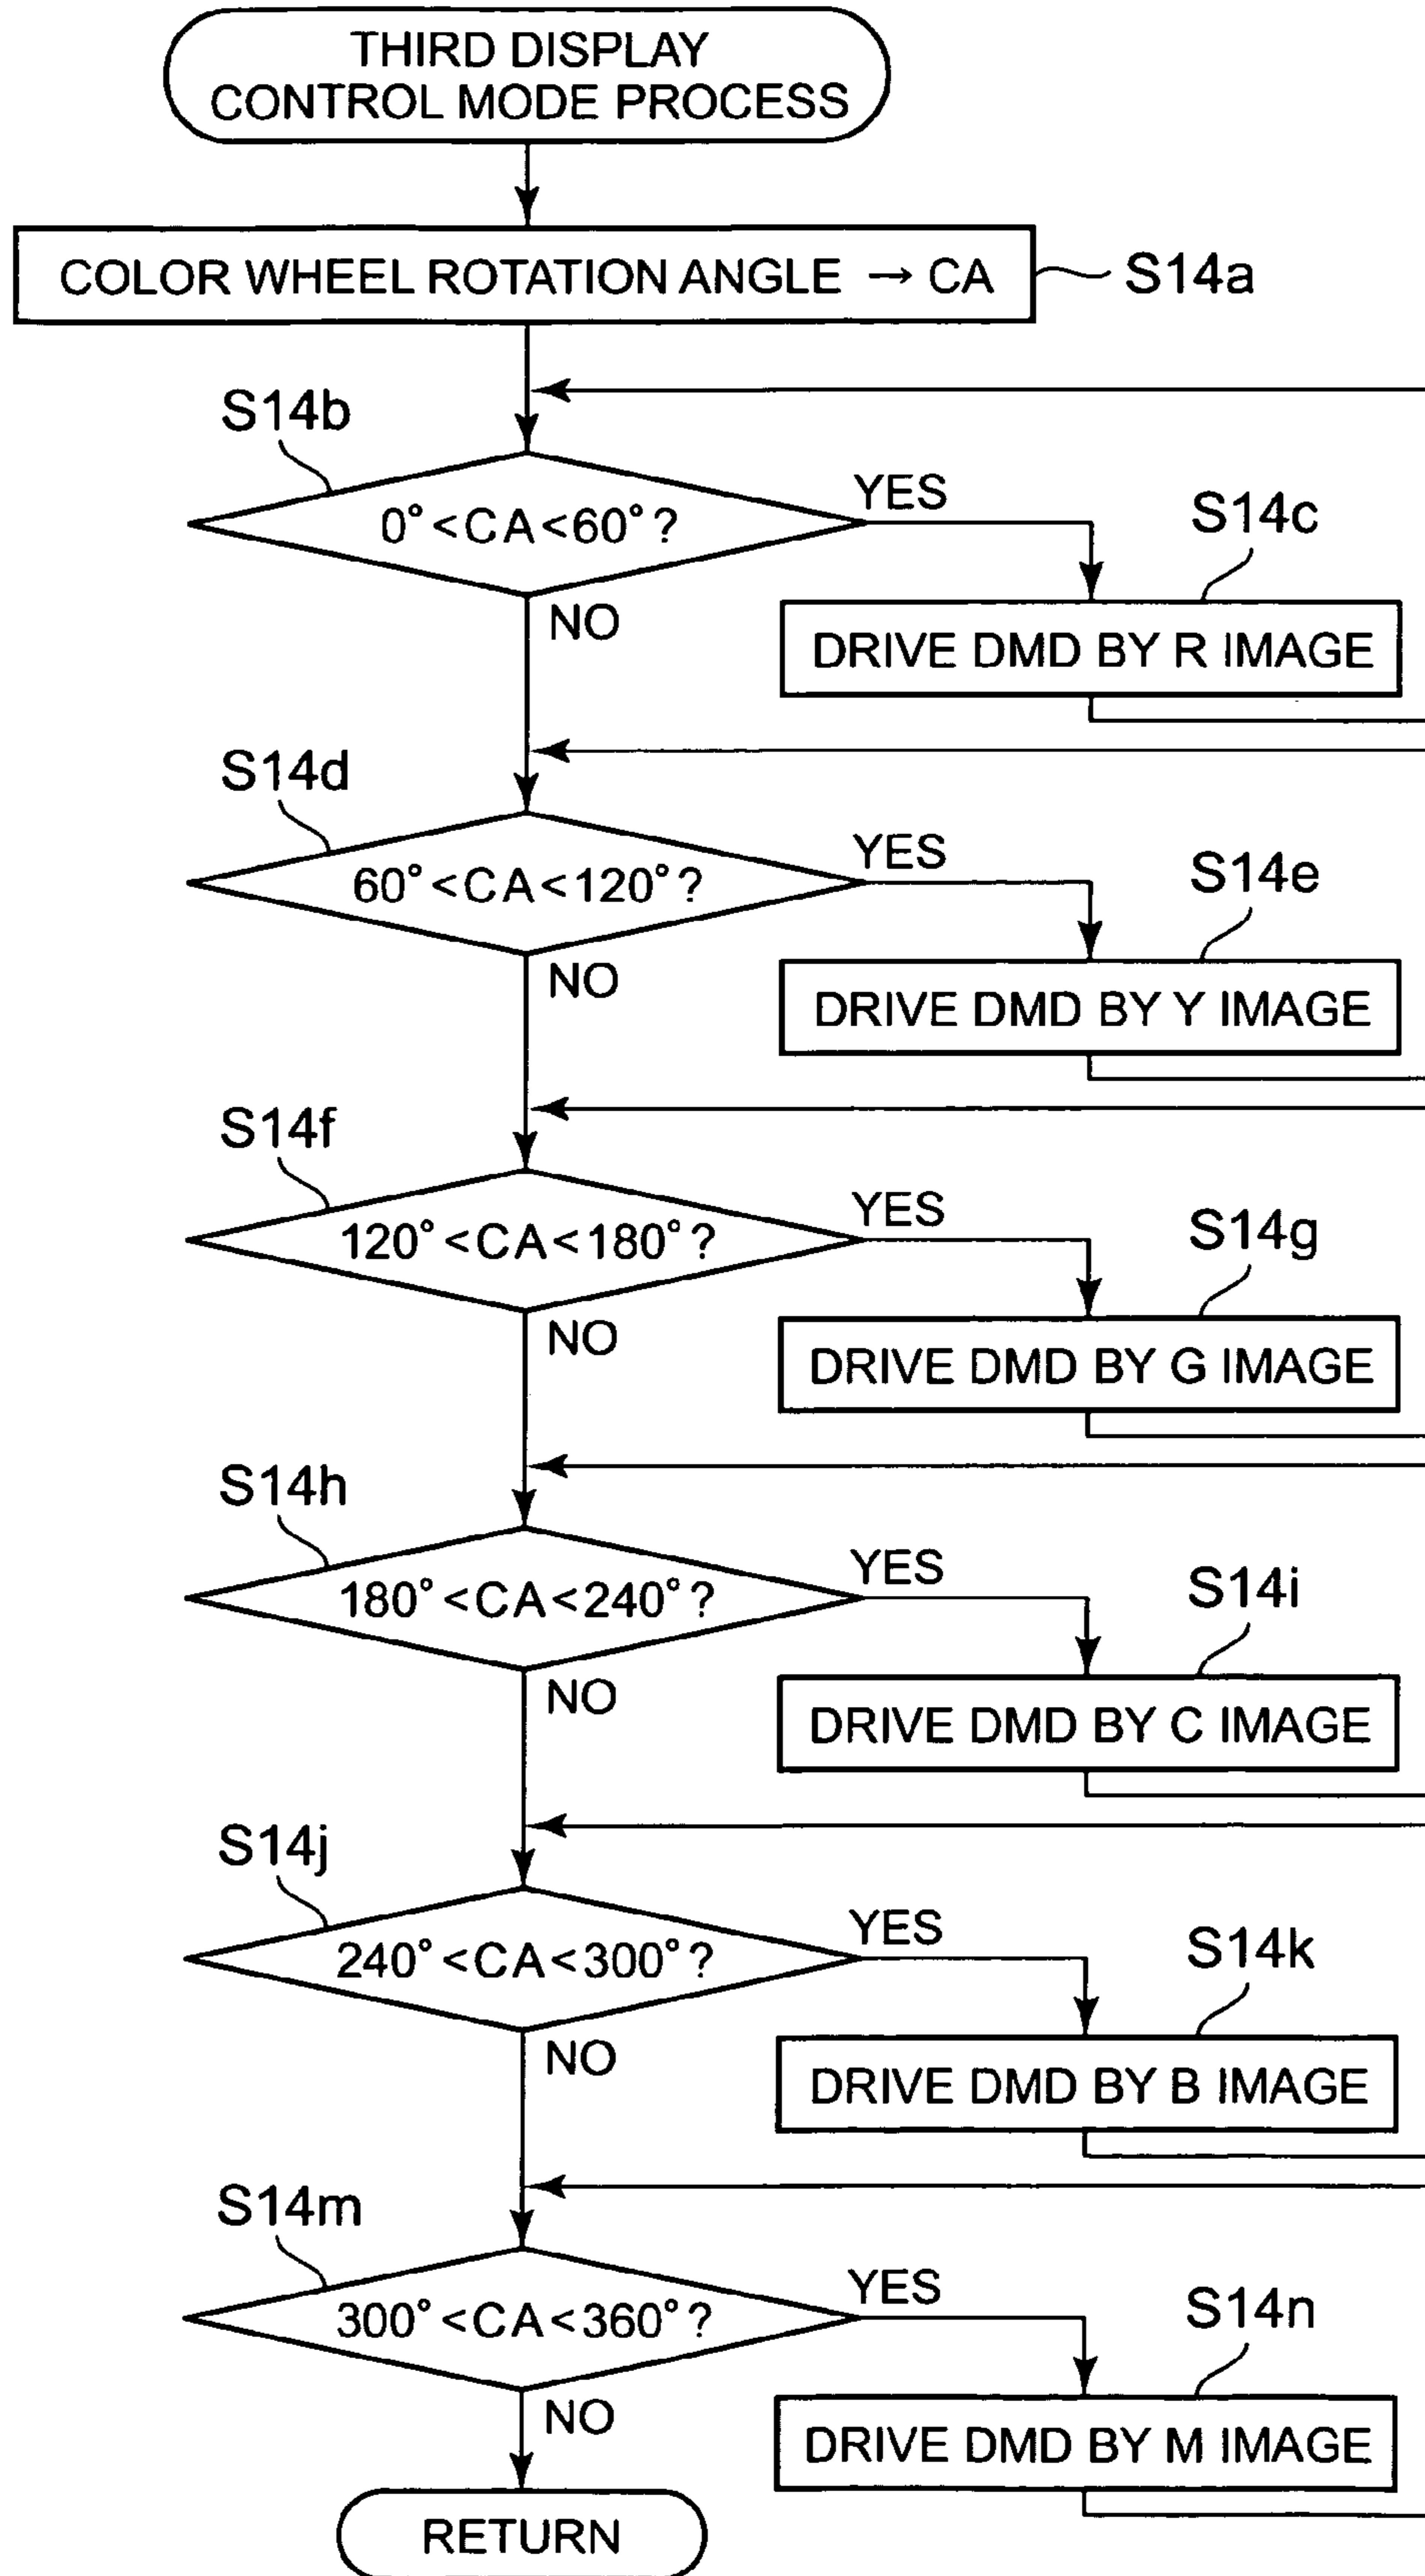 THIRD DISPLAY
CONTROL MODE PROCESS
COLOR WHEEL ROTATION ANGLE → CA
S14a
S14b
0°<CA<60°?
YES
S14c
NO
DRIVE DMD BY R IMAGE
S14d
60°<CA<120°?
YES
S14e
NO
DRIVE DMD BY Y IMAGE
S14f
120°<CA<180°?
YES
S14g
NO
DRIVE DMD BY G IMAGE
S14h
180°<CA<240°?
YES
S14i
NO
DRIVE DMD BY C IMAGE
S14j
240°<CA<300°?
YES
S14k
NO
DRIVE DMD BY B IMAGE
S14m
300°<CA<360°?
YES
S14n
NO
DRIVE DMD BY M IMAGE
RETURN